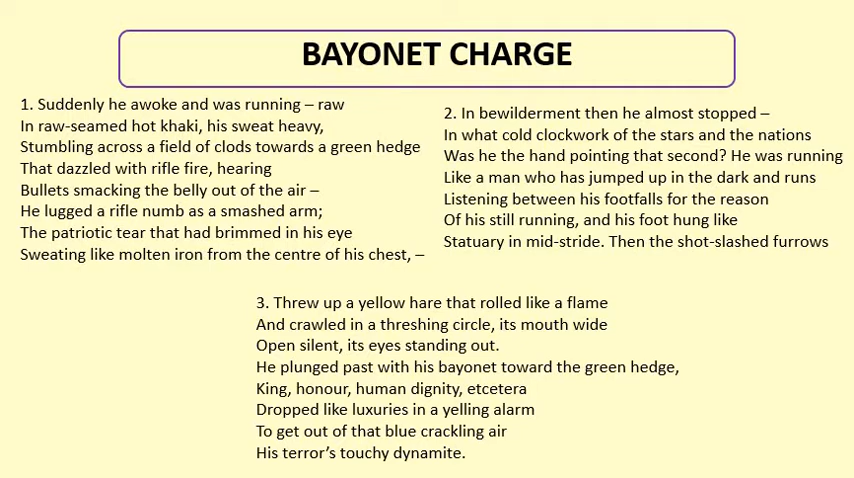 BAYONET CHARGE
1. Suddenly he awoke and was running – raw
In raw-seamed hot khaki, his sweat heavy,
Stumbling across a field of clods towards a green hedge
That dazzled with rifle fire, hearing
Bullets smacking the belly out of the air –
He lugged a rifle numb as a smashed arm;
The patriotic tear that had brimmed in his eye
Sweating like molten iron from the centre of his chest, –
2. In bewilderment then he almost stopped –
In what cold clockwork of the stars and the nations
Was he the hand pointing that second? He was running
Like a man who has jumped up in the dark and runs
Listening between his footfalls for the reason
Of his still running, and his foot hung like
Statuary in mid-stride. Then the shot-slashed furrows
3. Threw up a yellow hare that rolled like a flame
And crawled in a threshing circle, its mouth wide
Open silent, its eyes standing out.
He plunged past with his bayonet toward the green hedge,
King, honour, human dignity, etcetera
Dropped like luxuries in a yelling alarm
To get out of that blue crackling air
His terror’s touchy dynamite.